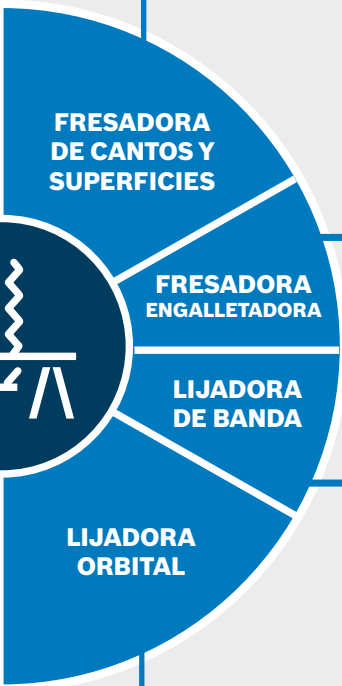 FRESADORA
DE CANTOS Y
SUPERFICIES
FRESADORA
ENGALLETADORA
LIJADORA
DE BANDA
LIJADORA
ORBITAL